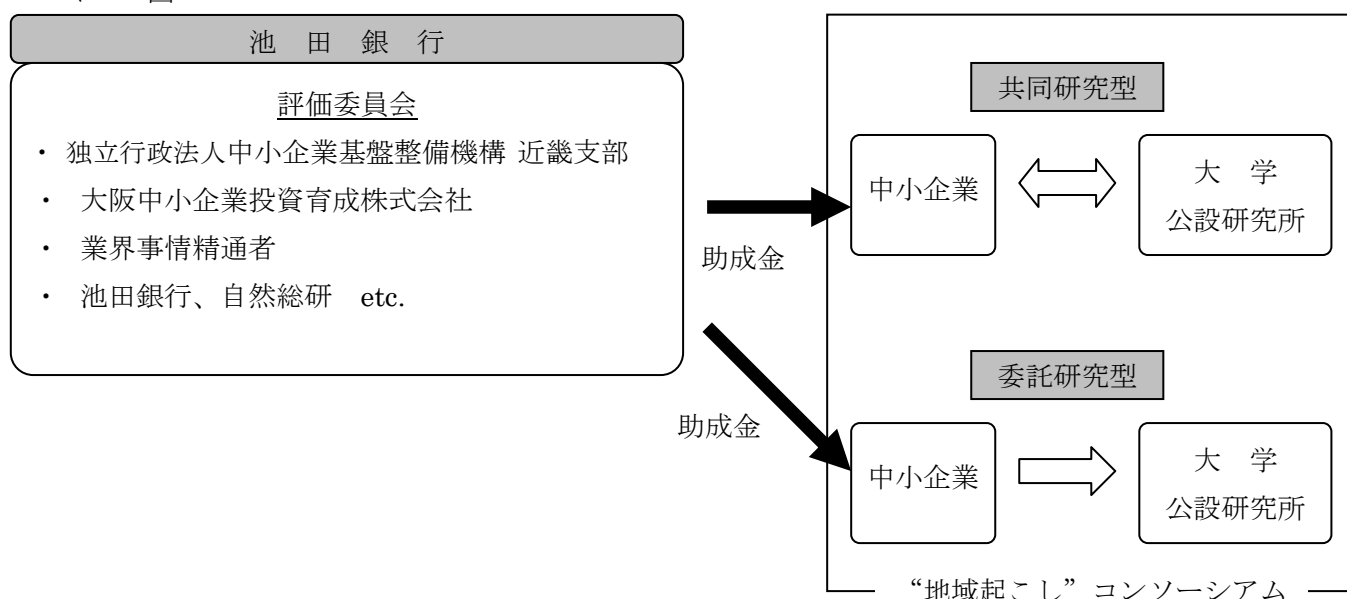 池 田 銀 行
評価委員会
・ 独立行政法人中小企業基盤整備機構 近畿支部
・ 大阪中小企業投資育成株式会社
・ 業界事情精通者
・ 池田銀行、自然総研 etc.
助成金
助成金
共同研究型
中小企業
大 学
公設研究所
委託研究型
中小企業
大 学
公設研究所
“地域起こし”コンソーシアム